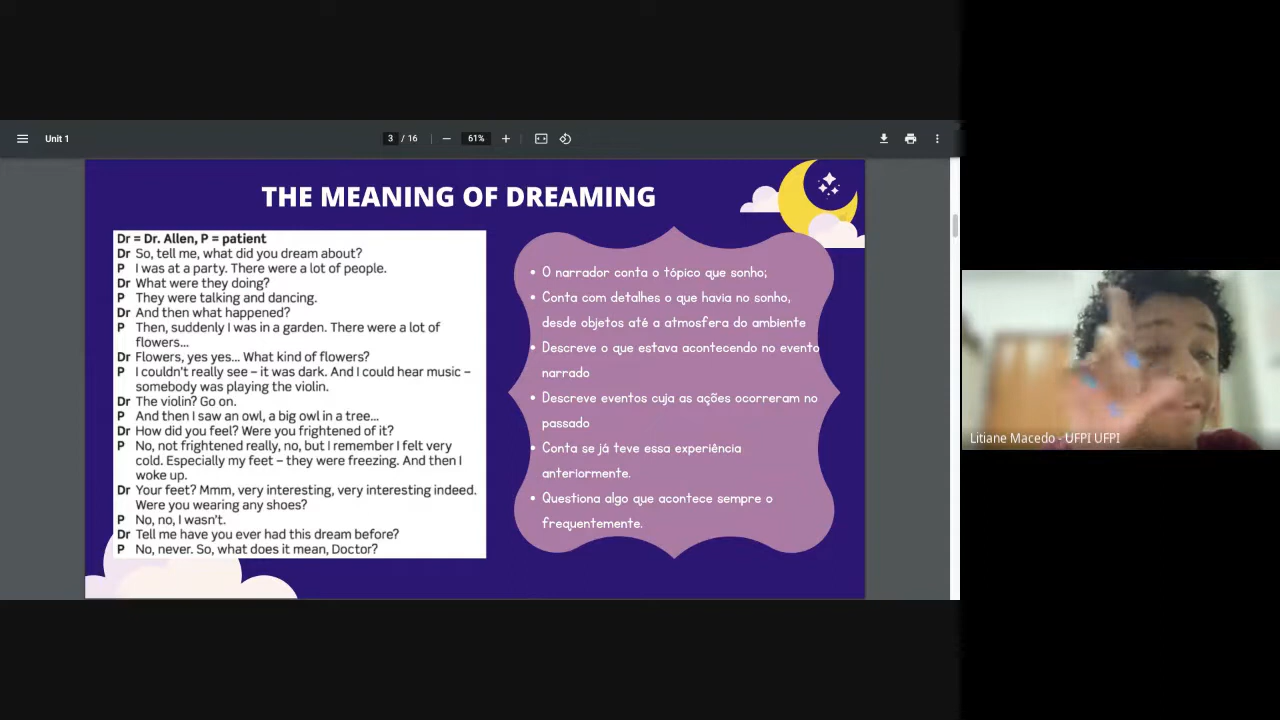 Unit 1
3 / 16
61%
THE MEANING OF DREAMING
Dr = Dr. Allen, P = patient
Dr So, tell me, what did you dream about?
P I was at a party. There were a lot of people.
Dr What were they doing?
P They were talking and dancing.
Dr And then what happened?
P Then, suddenly I was in a garden. There were a lot of
flowers...
Dr Flowers, yes yes... What kind of flowers?
P I couldn't really see – it was dark. And I could hear music –
somebody was playing the violin.
Dr The violin? Go on.
P And then I saw an owl, a big owl in a tree...
Dr How did you feel? Were you frightened of it?
P No, not frightened really, no, but I remember I felt very
cold. Especially my feet – they were freezing. And then I
woke up.
Dr Your feet? Mmm, very interesting, very interesting indeed.
Were you wearing any shoes?
P No, no, I wasn't.
Dr Tell me have you ever had this dream before?
P No, never. So, what does it mean, Doctor?
• O narrador conta o tópico que sonho;
• Conta com detalhes o que havia no sonho,
desde objetos até a atmosfera do ambiente
• Descreve o que estava acontecendo no evento
narrado
• Descreve eventos cuja as ações ocorreram no
passado
• Conta se já teve essa experiência
anteriormente.
• Questiona algo que acontece sempre o
frequentemente.
Litiane Macedo - UFPI UFPI